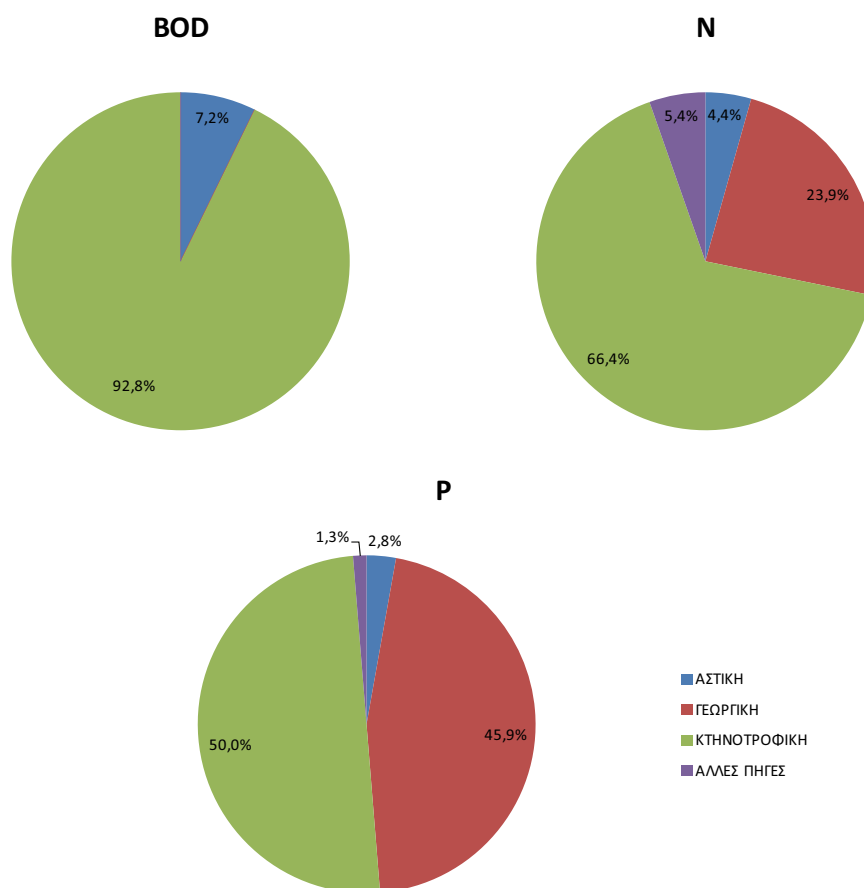 BOD
N
7,2%
92,8%
5,4%
4,4%
23,9%
66,4%
P
1,3%
2,8%
50,0%
45,9%
ΑΣΤΙΚΗ
ΓΕΩΡΓΙΚΗ
ΚΤΗΝΟΤΡΟΦΙΚΗ
ΑΛΛΕΣ ΠΗΓΕΣ